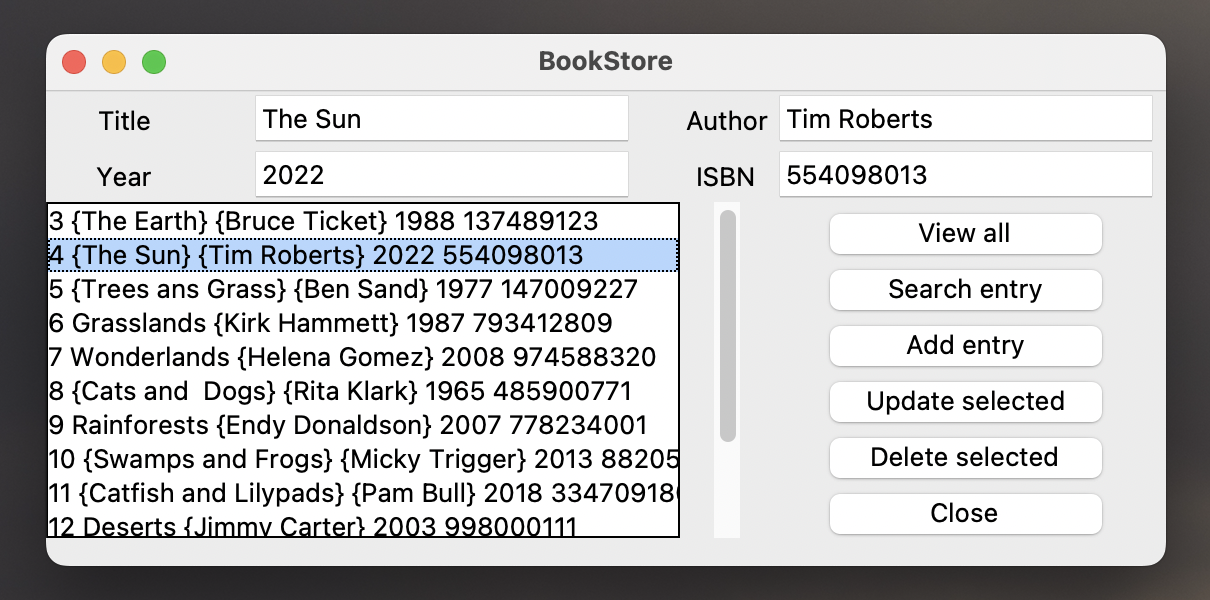 BookStore
Title The Sun Author Tim Roberts
Year 2022 ISBN 554098013
3 {The Earth} {Bruce Ticket} 1988 137489123
4 {The Sun} {Tim Roberts} 2022 554098013
5 {Trees ans Grass} {Ben Sand} 1977 147009227
6 Grasslands {Kirk Hammett} 1987 793412809
7 Wonderlands {Helena Gomez} 2008 974588320
8 {Cats and  Dogs} {Rita Klark} 1965 485900771
9 Rainforests {Endy Donaldson} 2007 778234001
10 {Swamps and Frogs} {Micky Trigger} 2013 88205
11 {Catfish and Lilypads} {Pam Bull} 2018 33470918
12 Deserts {Jimmy Carter} 2003 998000111
View all
Search entry
Add entry
Update selected
Delete selected
Close